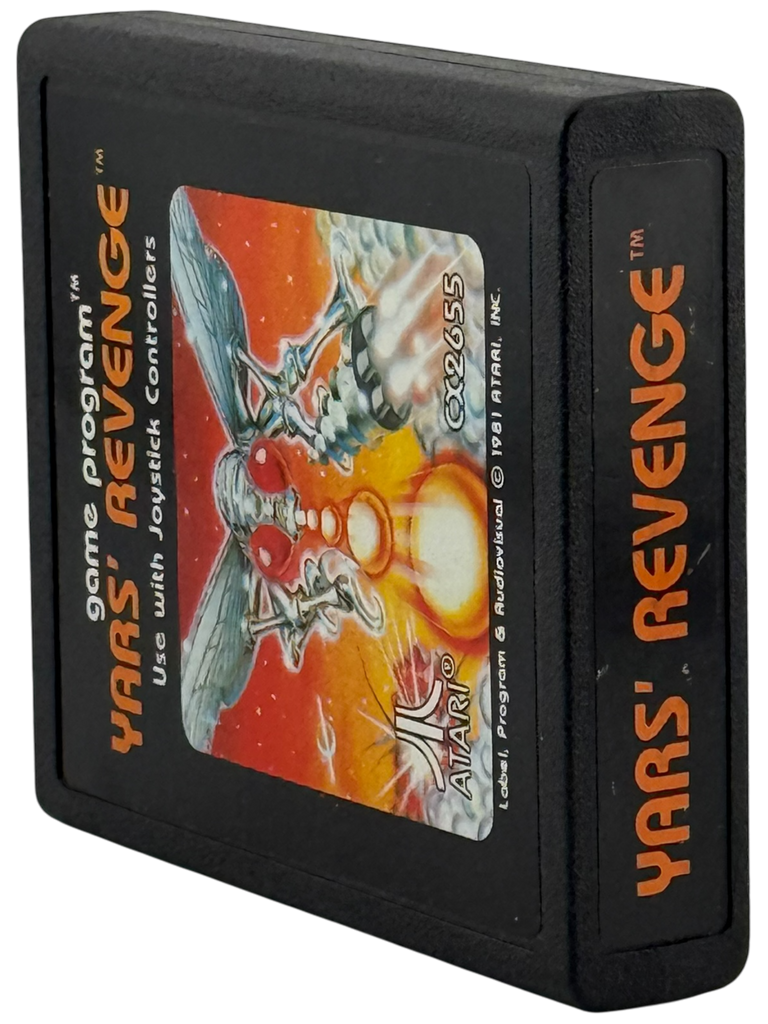 game program™
YARS' REVENGE™
Use with Joystick Controllers
CX2655
ATARI®
Label, Program & Audiovisual © 1981 ATARI, INC.
YARS' REVENGE™